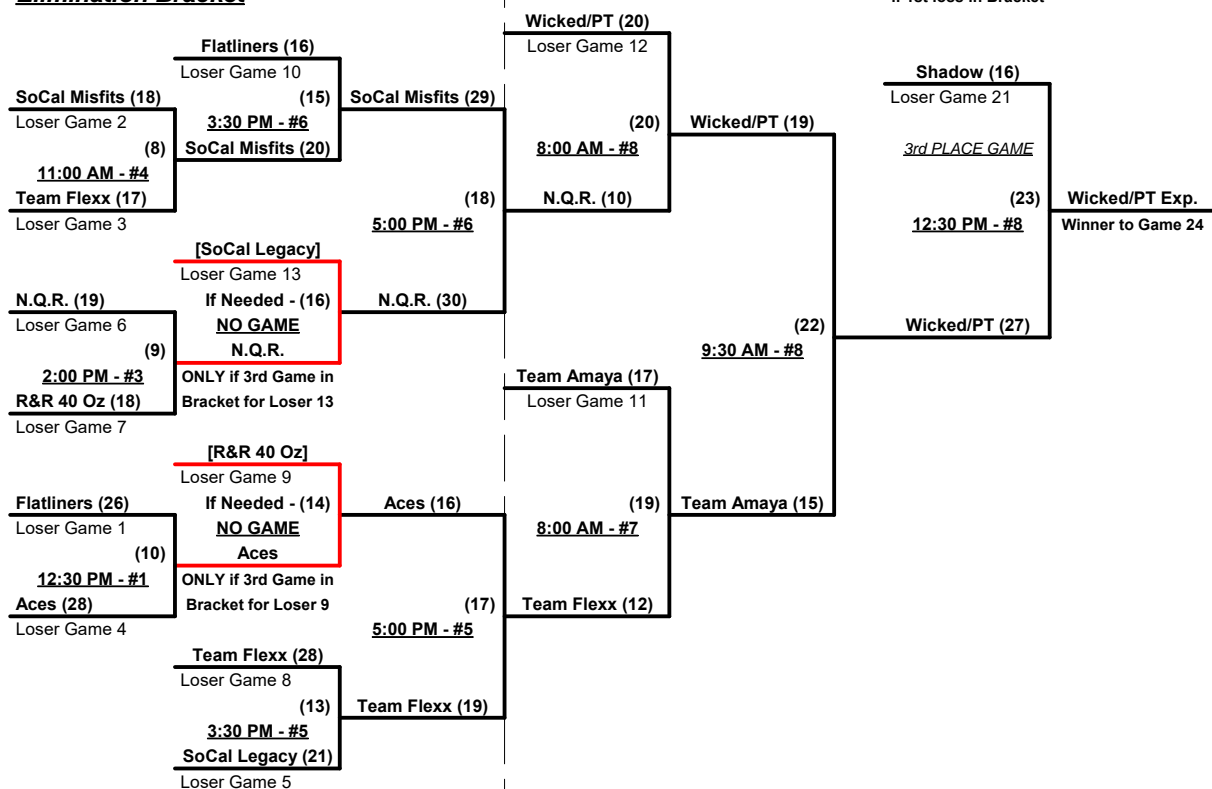 Elimination Bracket
Wicked/PT (20)
Loser Game 12
Flatliners (16)
Loser Game 10
Shadow (16)
Loser Game 21
SoCal Misfits (18)
Loser Game 2
(15)
3:30 PM - #6
SoCal Misfits (29)
(20)
8:00 AM - #8
Wicked/PT (19)
(8)
11:00 AM - #4
SoCal Misfits (20)
3rd PLACE GAME
Team Flexx (17)
Loser Game 3
(18)
5:00 PM - #6
N.Q.R. (10)
(23)
12:30 PM - #8
Wicked/PT Exp.
Winner to Game 24
[SoCal Legacy]
Loser Game 13
N.Q.R. (19)
Loser Game 6
If Needed - (16)
NO GAME
N.Q.R.
N.Q.R. (30)
(22)
9:30 AM - #8
Wicked/PT (27)
(9)
2:00 PM - #3
ONLY if 3rd Game in
Bracket for Loser 13
Team Amaya (17)
Loser Game 11
R&R 40 Oz (18)
Loser Game 7
[R&R 40 Oz]
Loser Game 9
Flatliners (26)
Loser Game 1
If Needed - (14)
NO GAME
Aces
Aces (16)
(19)
8:00 AM - #7
Team Amaya (15)
(10)
12:30 PM - #1
ONLY if 3rd Game in
Bracket for Loser 9
Aces (28)
Loser Game 4
(17)
5:00 PM - #5
Team Flexx (12)
Team Flexx (28)
Loser Game 8
(13)
3:30 PM - #5
Team Flexx (19)
SoCal Legacy (21)
Loser Game 5